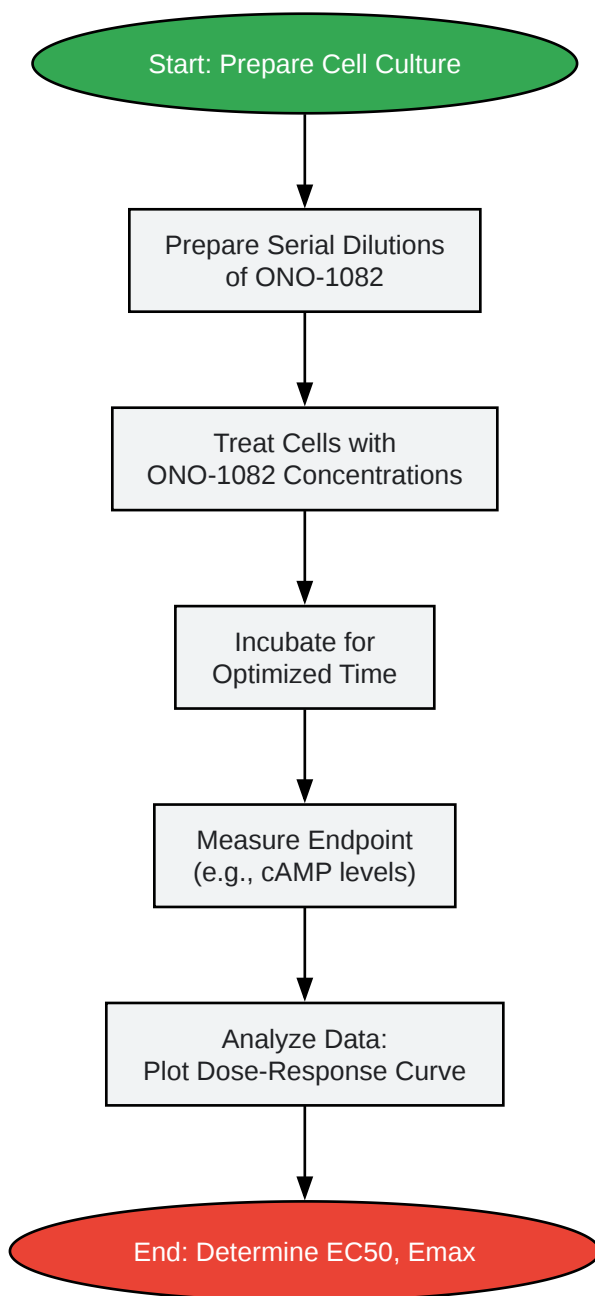 Start: Prepare Cell Culture
Prepare Serial Dilutions
of ONO-1082
Treat Cells with
ONO-1082 Concentrations
Incubate for
Optimized Time
Measure Endpoint
(e.g., cAMP levels)
Analyze Data:
Plot Dose-Response Curve
End: Determine EC50, Emax